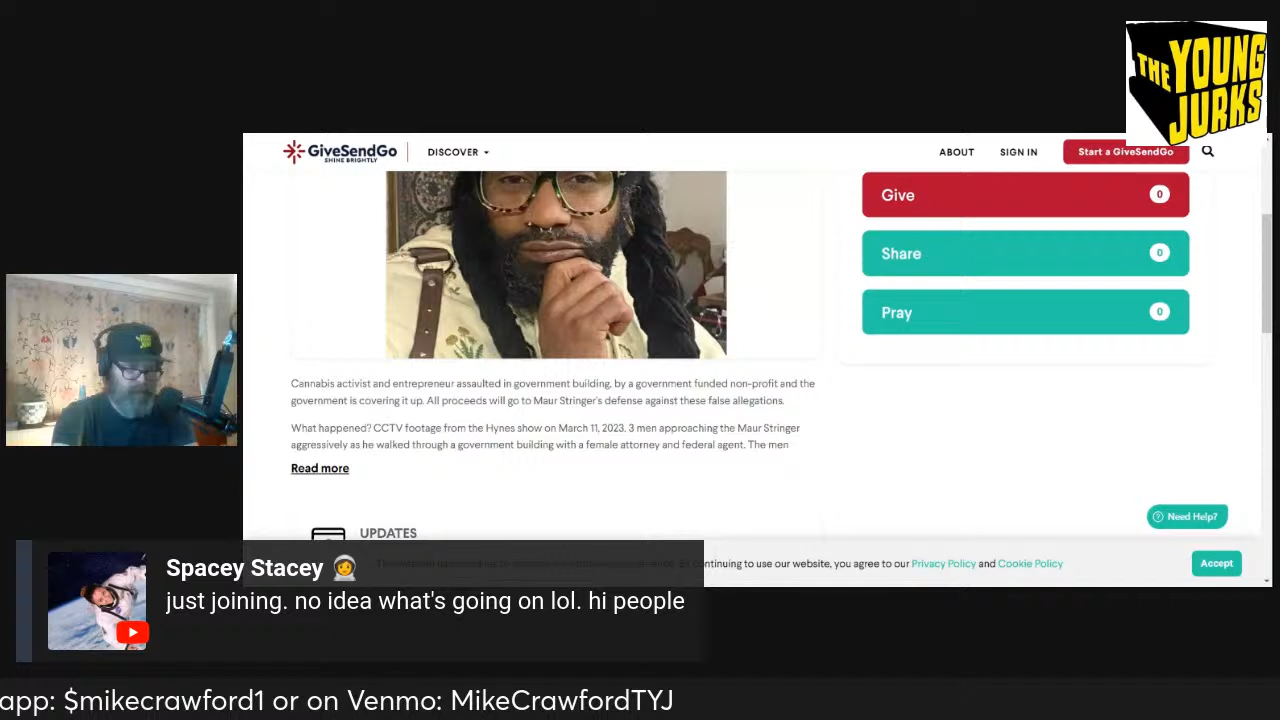 THE YOUNG JURKS
GiveSendGo
SHINE BRIGHTLY
DISCOVER
ABOUT
SIGN IN
Start a GiveSendGo
Give 0
Share 0
Pray 0
Cannabis activist and entrepreneur assaulted in government building, by a government funded non-profit and the
government is covering it up. All proceeds will go to Maur Stringer's defense against these false allegations.
What happened? CCTV footage from the Hynes show on March 11, 2023. 3 men approaching the Maur Stringer
aggressively as he walked through a government building with a female attorney and federal agent. The men
Read more
UPDATES
Need Help?
continuing to use our website, you agree to our Privacy Policy and Cookie Policy
Accept
Spacey Stacey
just joining. no idea what's going on lol. hi people
app: $mikecrawford1 or on Venmo: MikeCrawfordTYJ